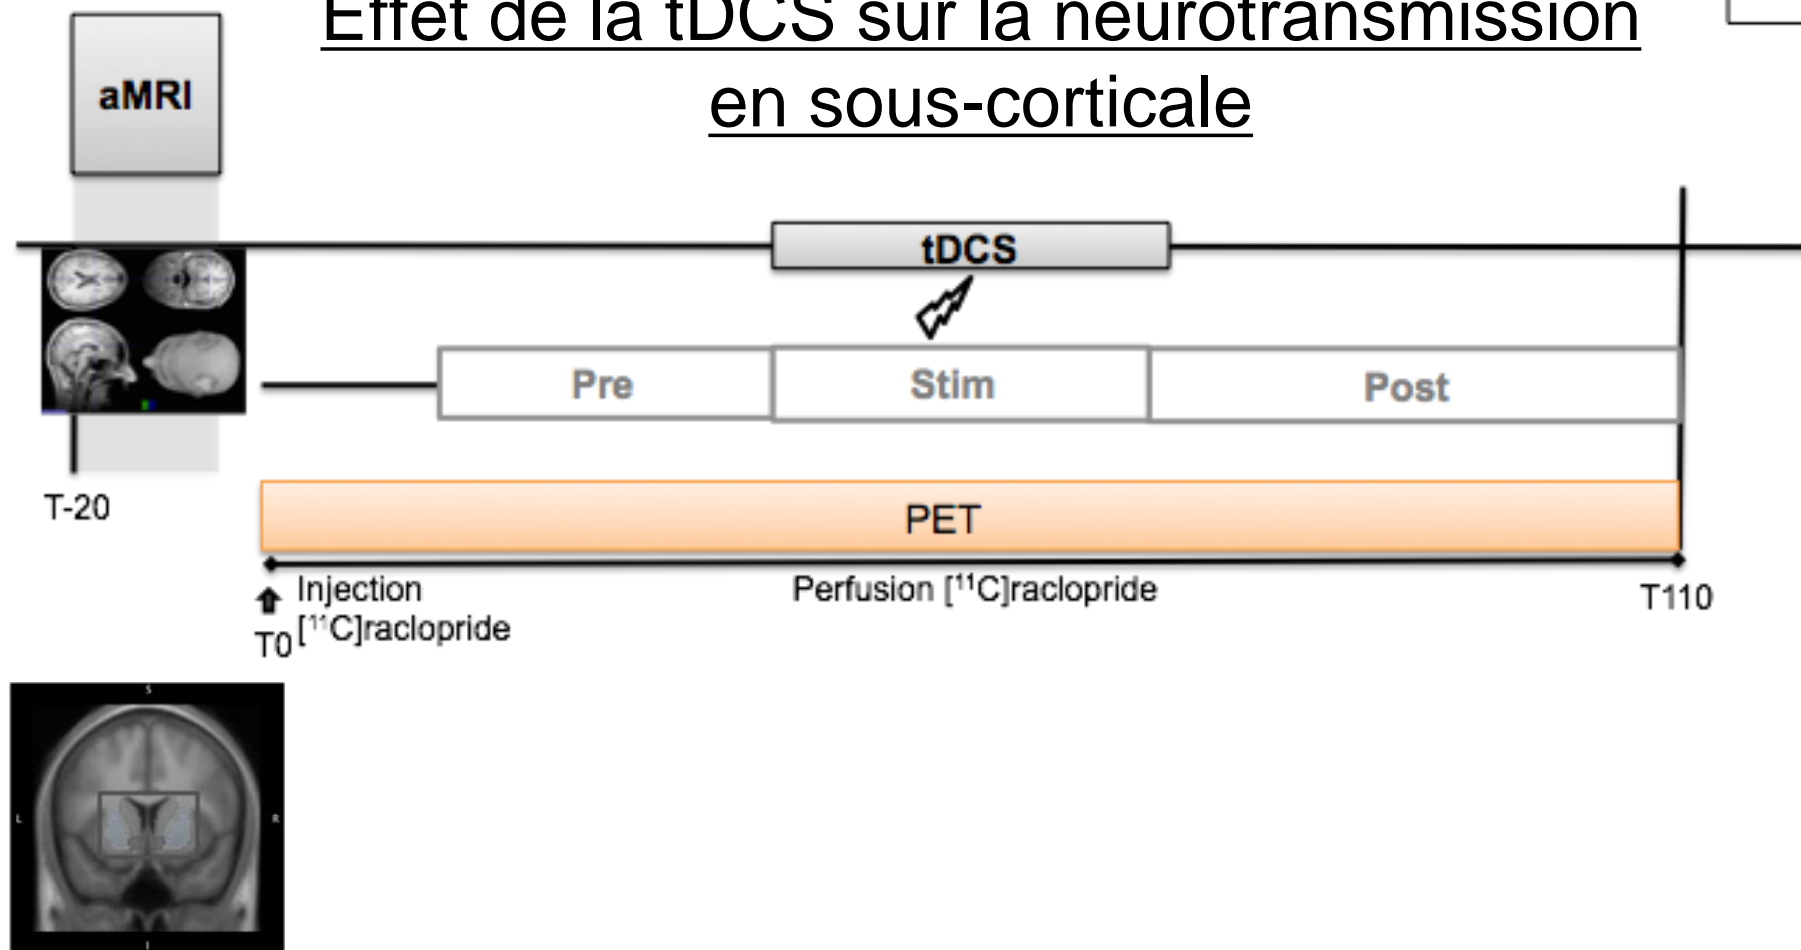 Effet de la tDCS sur la neurotransmission
en sous-corticale
aMRI
tDCS
Pre
Stim
Post
T-20
PET
Injection
[¹¹C]raclopride
Perfusion [¹¹C]raclopride
T0
T110
S
L
R
I